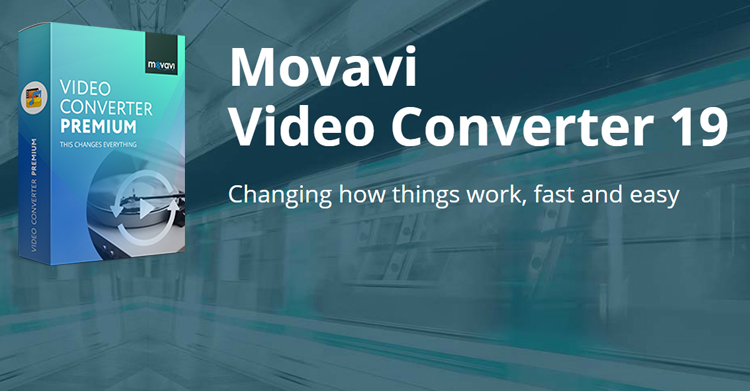 movavi
VIDEO
CONVERTER
PREMIUM
THIS CHANGES EVERYTHING
VIDEO CONVERTER PREMIUM
Movavi
Video Converter 19
Changing how things work, fast and easy